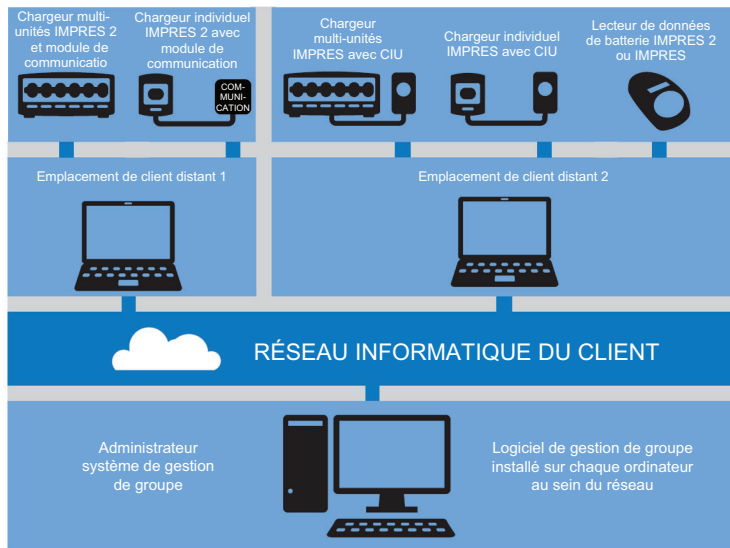 Chargeur multi-
unités IMPRES 2
et module de
communicatio
Chargeur individuel
IMPRES 2 avec
module de
communication
COM-
MUNI-
CATION
Chargeur
multi-unités
IMPRES avec CIU
Chargeur individuel
IMPRES avec CIU
Lecteur de données
de batterie IMPRES 2
ou IMPRES
Emplacement de client distant 1
Emplacement de client distant 2
RÉSEAU INFORMATIQUE DU CLIENT
Administrateur
système de gestion
de groupe
Logiciel de gestion de groupe
installé sur chaque ordinateur
au sein du réseau